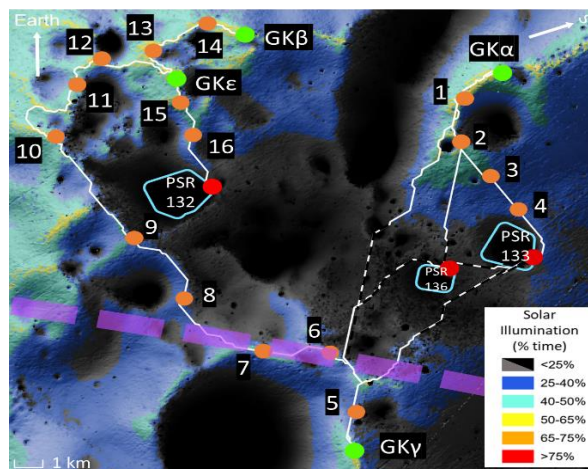 Earth
13
14
GKβ
12
GKε
GKα
11
15
1
10
16
2
3
PSR
132
4
PSR
133
9
PSR
136
8
6
7
5
GKγ
1 km
Solar
Illumination
(% time)
<25%
25-40%
40-50%
50-65%
65-75%
>75%